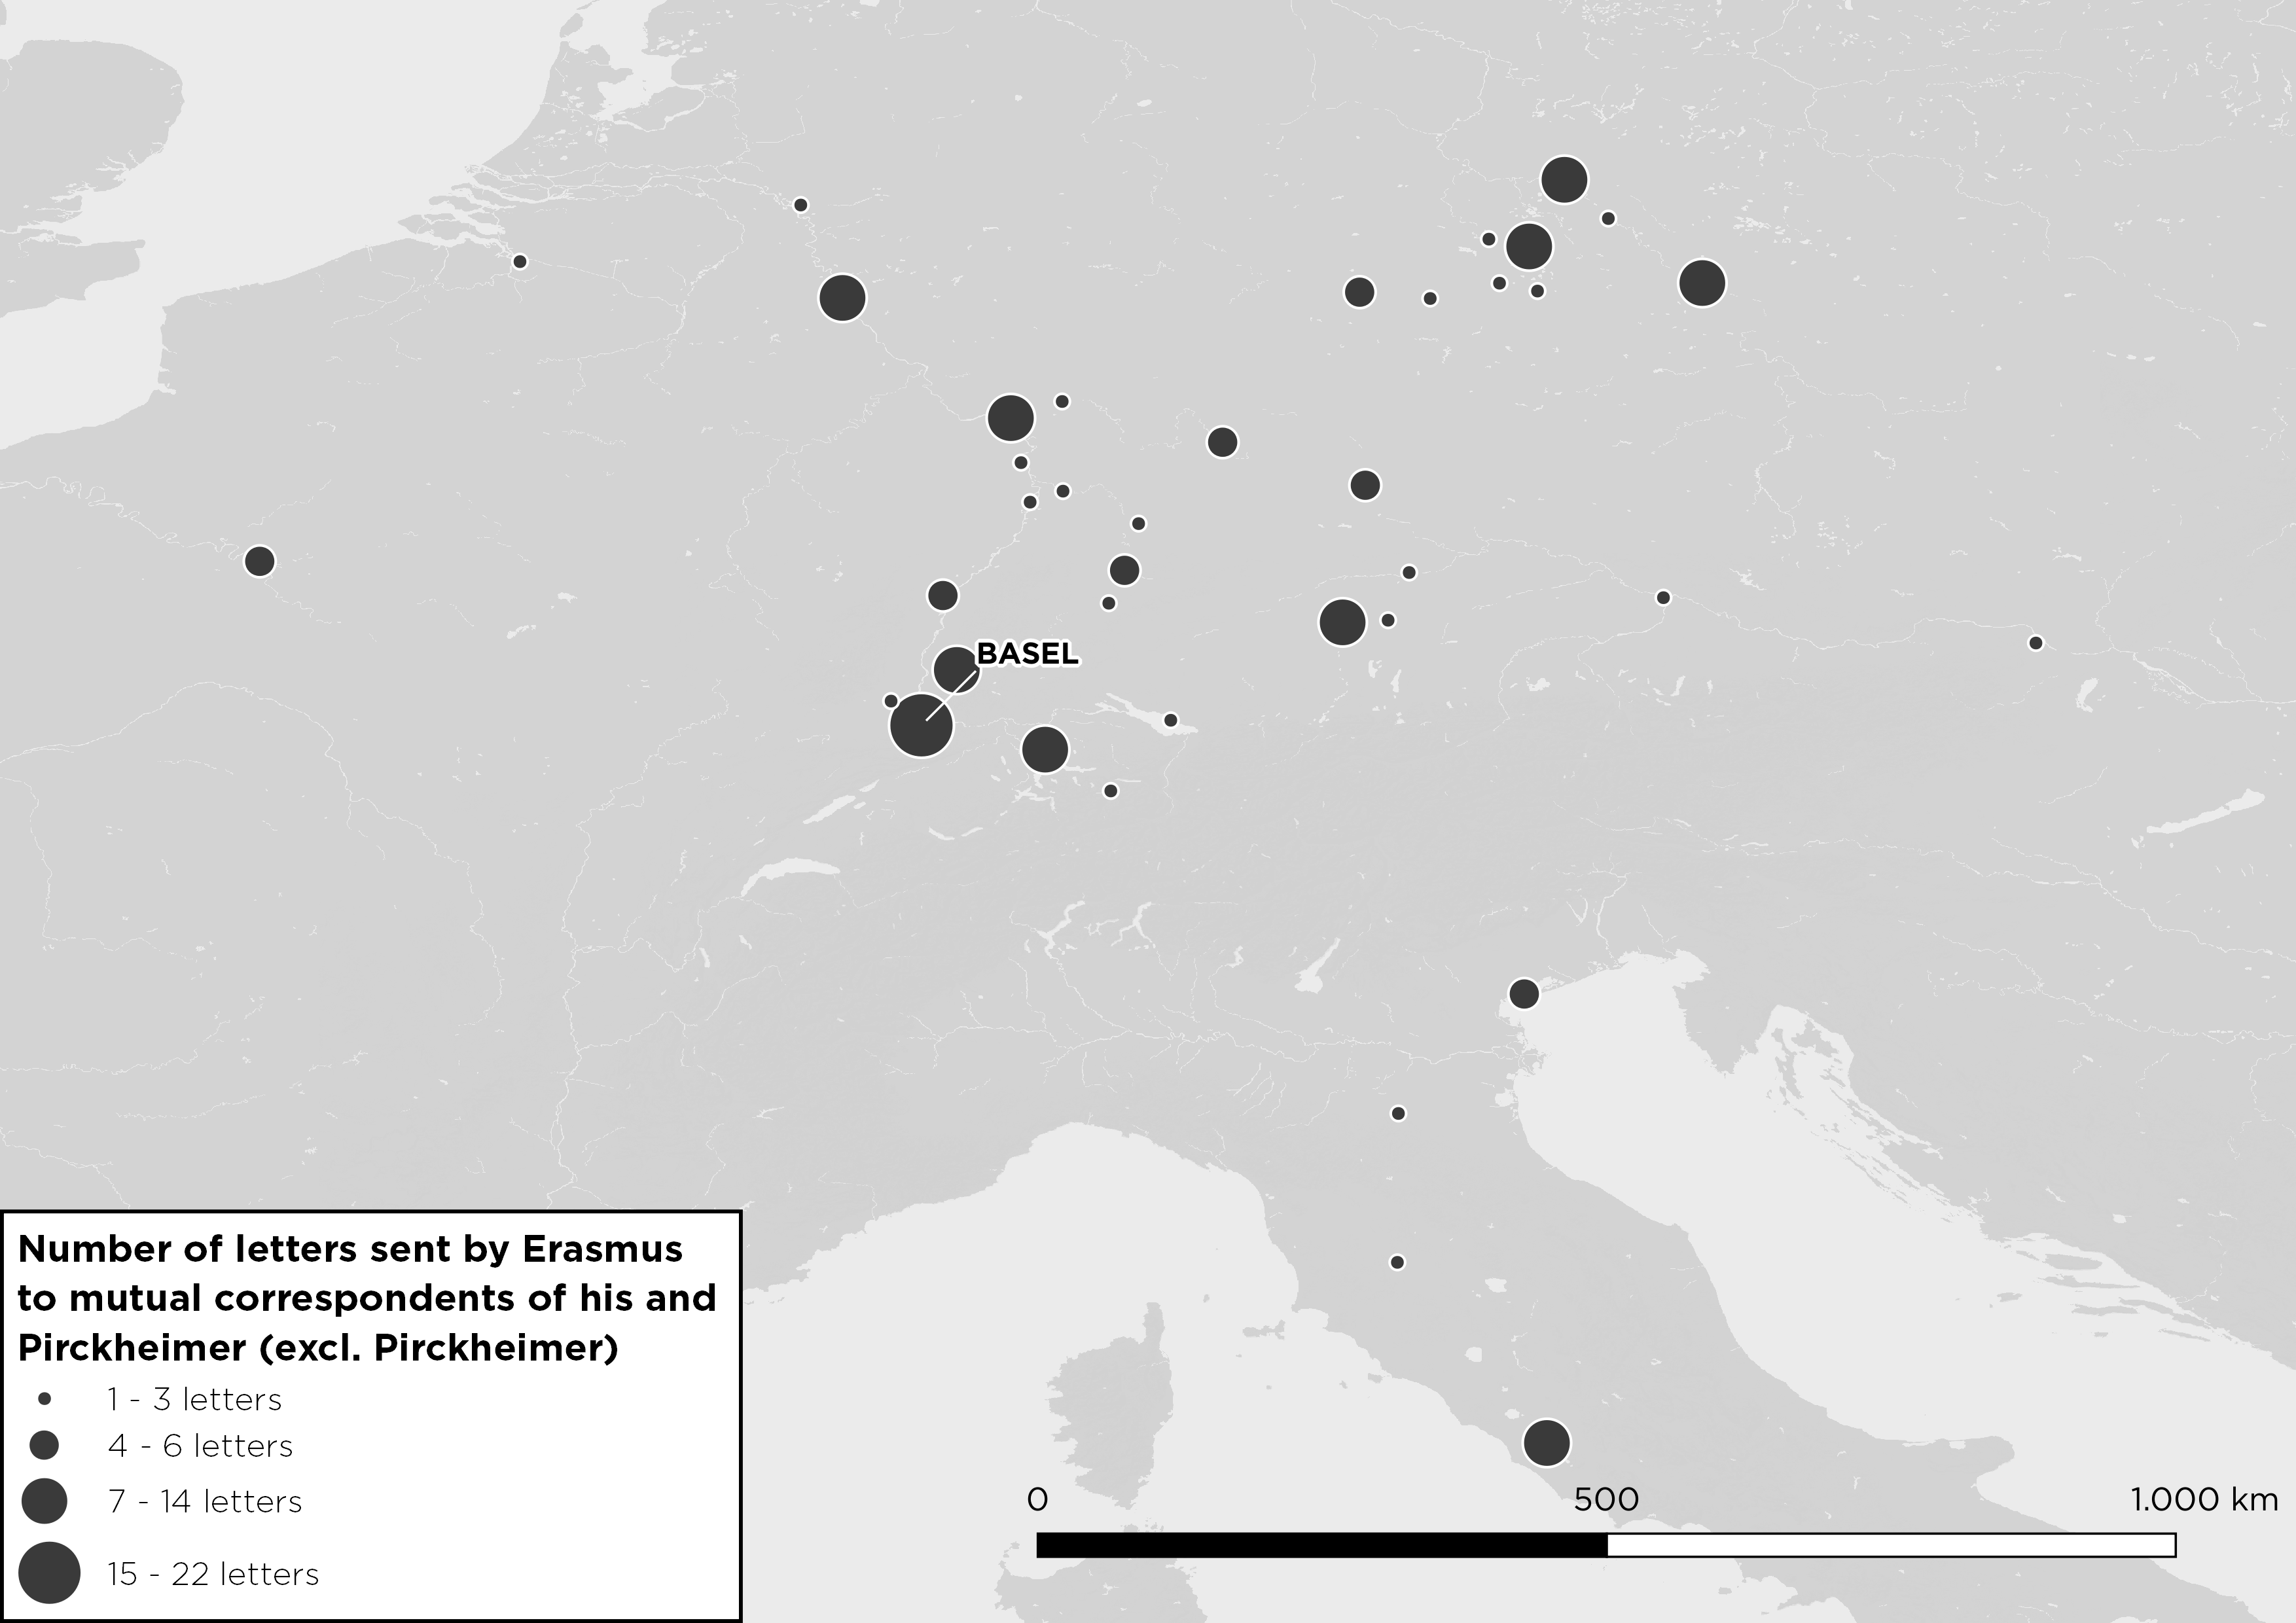 BASEL
Number of letters sent by Erasmus
to mutual correspondents of his and
Pirckheimer (excl. Pirckheimer)
1 - 3 letters
4 - 6 letters
7 - 14 letters
15 - 22 letters
0 500 1.000 km